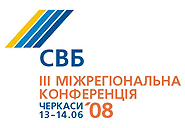 СВБ
III МІЖРЕГІОНАЛЬНА
КОНФЕРЕНЦІЯ
ЧЕРКАСИ '08
13-14.06